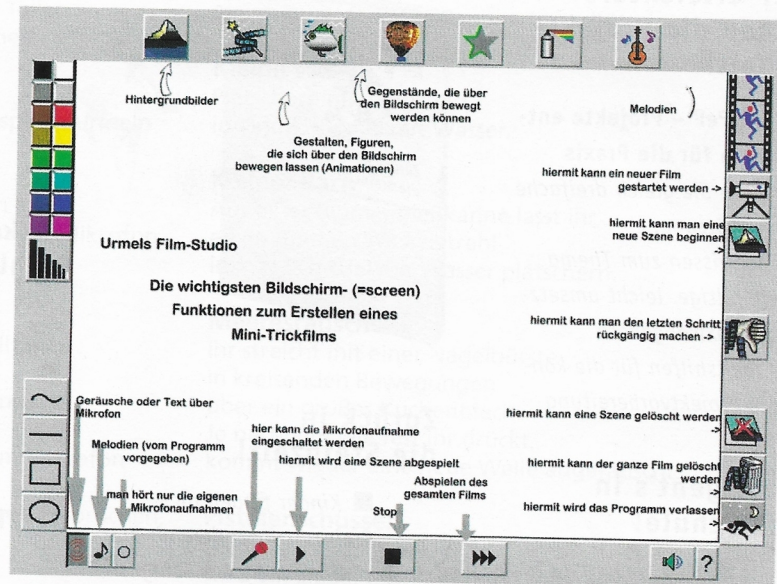 Hintergrundbilder
Gegenstände, die über
den Bildschirm bewegt
werden können
Melodien
Gestalten, Figuren,
die sich über den Bildschirm
bewegen lassen (Animationen)
hiermit kann ein neuer Film
gestartet werden ->
hiermit kann man eine
neue Szene beginnen
->
Urmels Film-Studio
Die wichtigsten Bildschirm- (=screen)
Funktionen zum Erstellen eines
Mini-Trickfilms
hiermit kann man den letzten Schritt
rückgängig machen ->
Geräusche oder Text über
Mikrofon
Melodien (vom Programm
vorgegeben)
man hört nur die eigenen
Mikrofonaufnahmen
hier kann die Mikrofonaufnahme
eingeschaltet werden
hiermit wird eine Szene abgespielt
Abspielen des
gesamten Films
Stop
hiermit kann eine Szene gelöscht werden
->
hiermit kann der ganze Film gelöscht
werden
->
hiermit wird das Programm verlassen
->
?